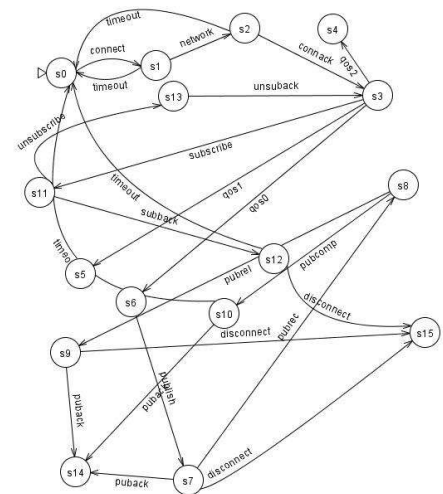 timeout
s4
s2
network
connect
connack
qos2
s0
s1
timeout
s3
s13
unsuback
unsubscribe
subscribe
s11
timeout
qos1
qos0
s8
subback
s12
pubcomp
timeo
s5
pubrel
s6
s10
disconnect
pubrec
s15
s9
disconnect
publish
puback
puback
s14
puback
s7
disconnect